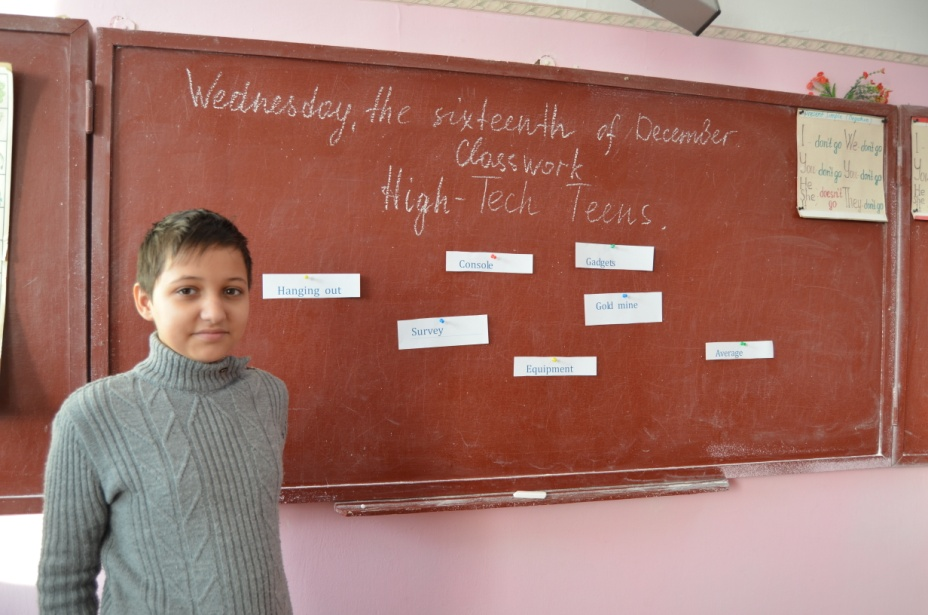 Wednesday, the sixteenth of December.
Classwork
High-Tech Teens.
Console
Gadgets
Hanging out
Gold mine
Survey
Average
Equipment
I don't go We don't go
You don't go You don't go
He
She doesn't go They don't go